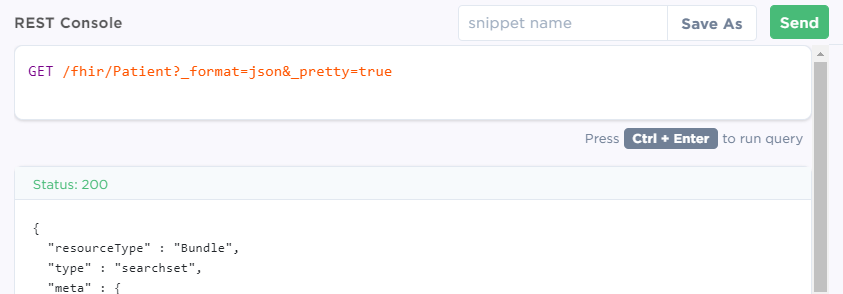 REST Console snippet name Save As Send
GET /fhir/Patient?_format=json&_pretty=true
Press Ctrl + Enter to run query
Status: 200
{
"resourceType" : "Bundle",
"type" : "searchset",
"meta" : {